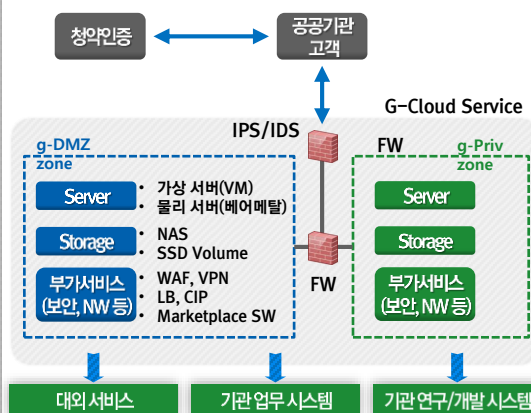 청약인증
공공기관
고객
G-Cloud Service
IPS/IDS
FW
g-DMZ
zone
g-Priv
zone
Server
• 가상 서버(VM)
• 물리 서버(베어메탈)
Storage
• NAS
• SSD Volume
부가서비스
(보안, NW 등)
• WAF, VPN
• LB, CIP
• Marketplace SW
FW
Server
Storage
부가서비스
(보안, NW 등)
대외 서비스
기관 업무 시스템
기관 연구/개발 시스템